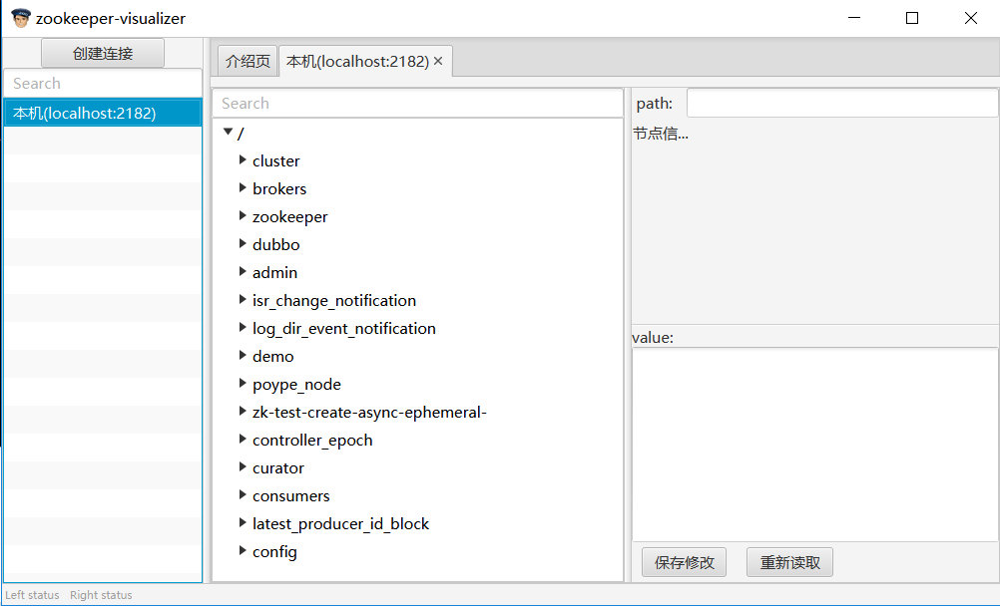 zookeeper-visualizer
创建连接
Search
本机(localhost:2182)
介绍页
本机(localhost:2182) ×
Search
/
cluster
brokers
zookeeper
dubbo
admin
isr_change_notification
log_dir_event_notification
demo
poype_node
zk-test-create-async-ephemeral-
controller_epoch
curator
consumers
latest_producer_id_block
config
path:
节点信...
value:
保存修改
重新读取
Left status
Right status